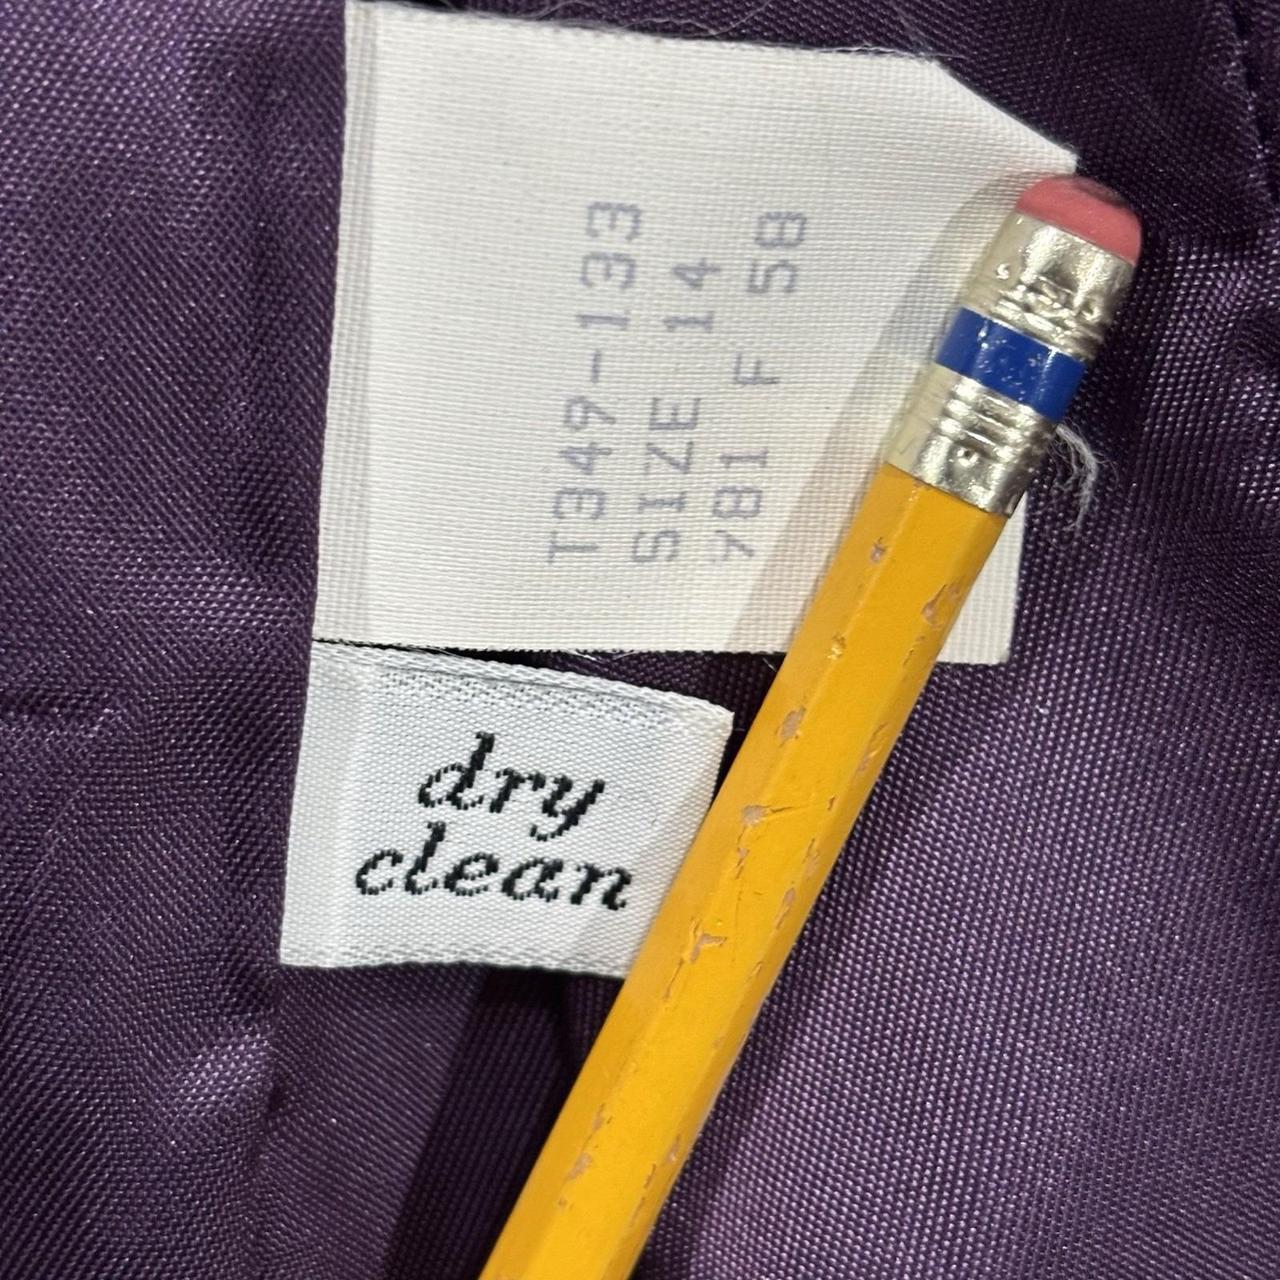 T349-133
SIZE 14
781 F 58
dry
clean